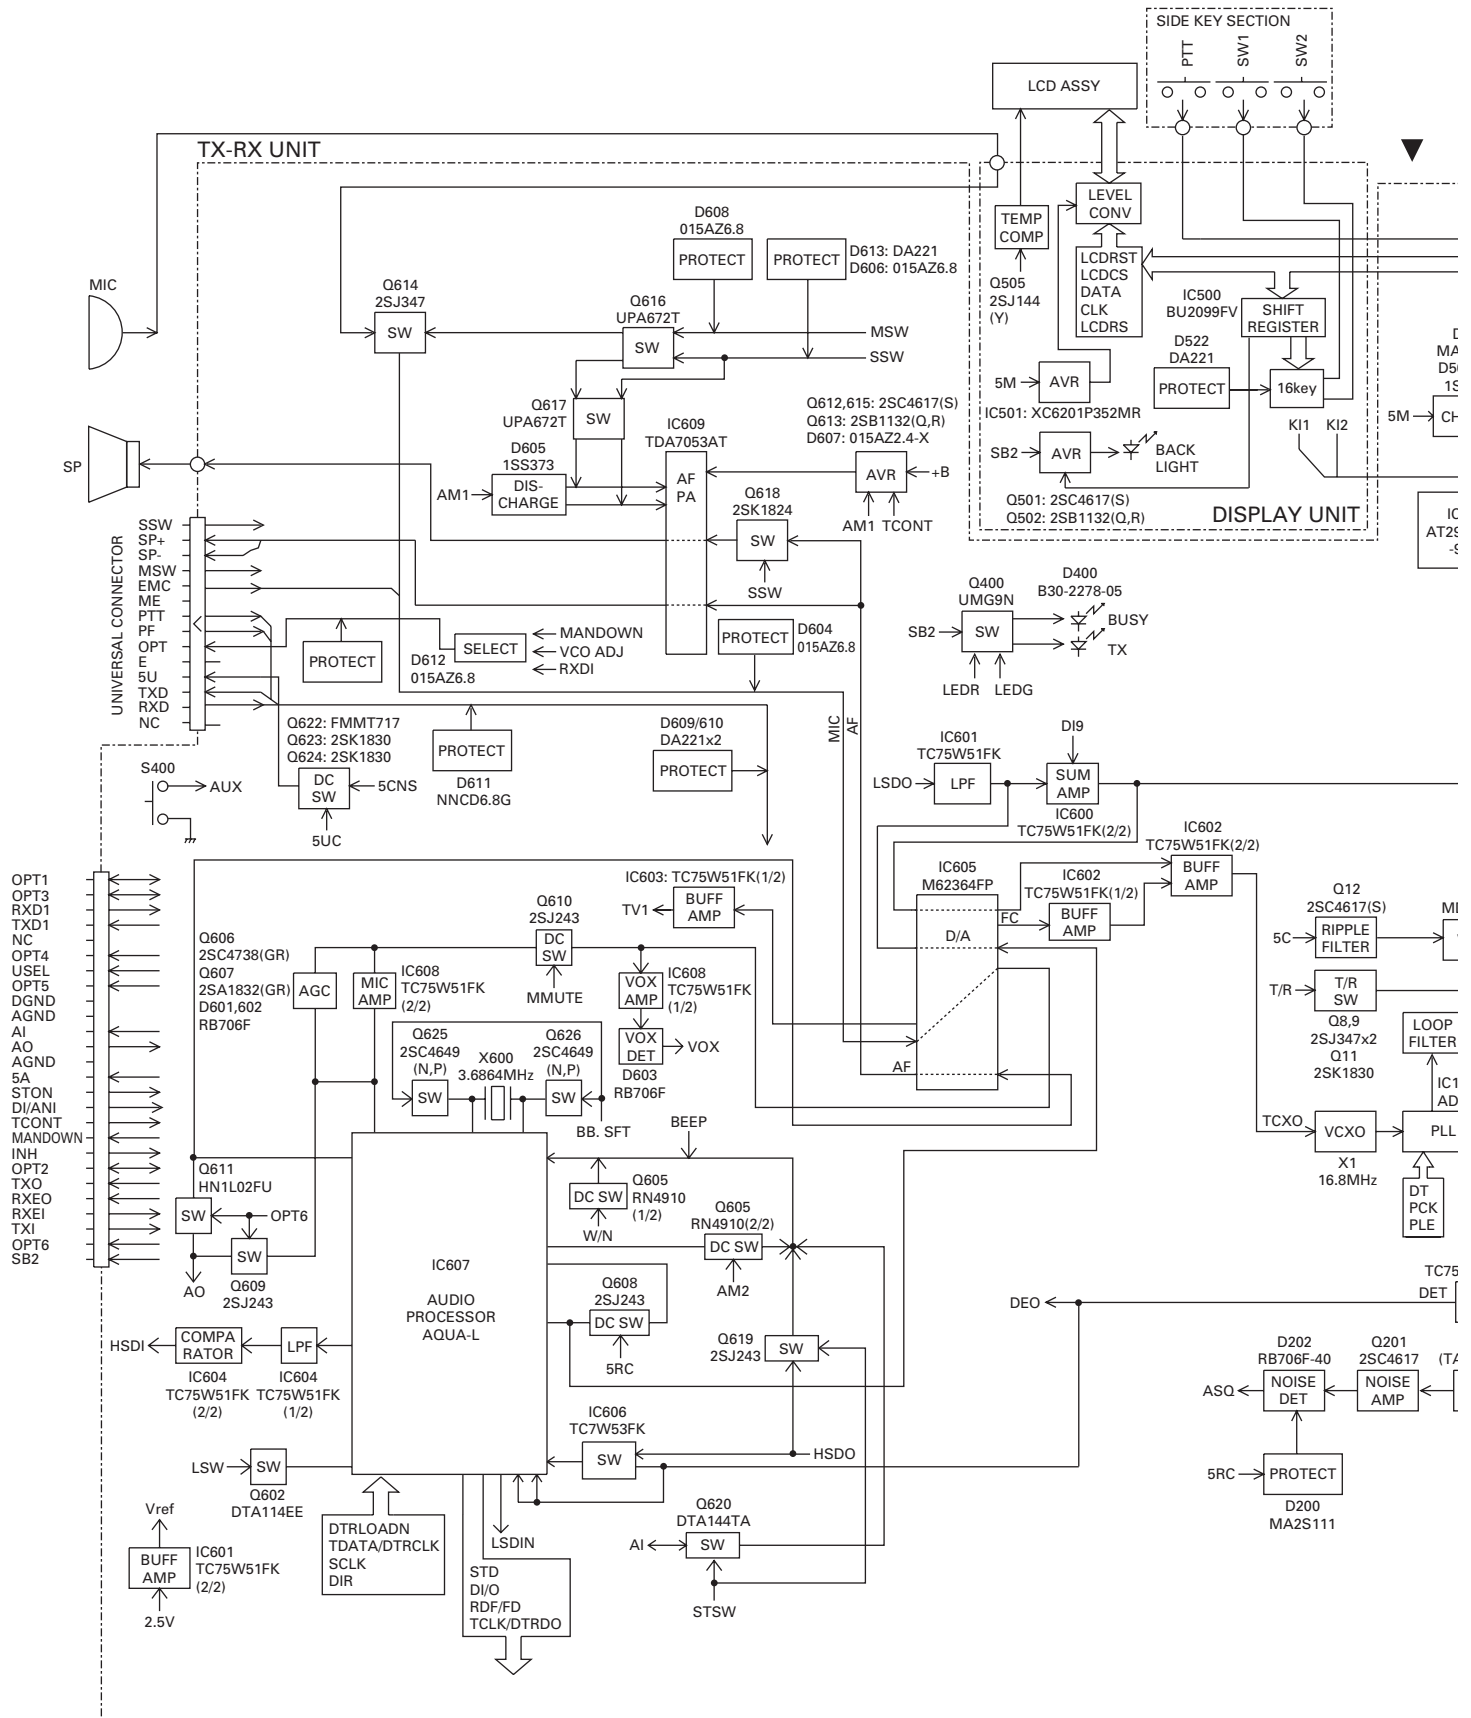 SIDE KEY SECTION
PTT
SW1
SW2
LCD ASSY
TX-RX UNIT
LEVEL
CONV
TEMP
COMP
LCDRST
LCDCS
DATA
CLK
LCDRS
Q505
2SJ144
(Y)
IC500
BU2099FV
SHIFT
REGISTER
D522
DA221
PROTECT
16key
KI1
KI2
5M
AVR
IC501: XC6201P352MR
SB2
AVR
BACK
LIGHT
Q501: 2SC4617(S)
Q502: 2SB1132(Q,R)
DISPLAY UNIT
5M
CH
MIC
SP
D608
015AZ6.8
PROTECT
PROTECT
D613: DA221
D606: 015AZ6.8
Q614
2SJ347
SW
Q616
UPA672T
SW
MSW
SSW
Q617
UPA672T
SW
D605
1SS373
DIS-
CHARGE
AM1
IC609
TDA7053AT
AF
PA
Q612,615: 2SC4617(S)
Q613: 2SB1132(Q,R)
D607: 015AZ2.4-X
AVR
+B
AM1
TCONT
Q618
2SK1824
SW
SSW
UNIVERSAL CONNECTOR
SSW
SP+
SP-
MSW
EMC
ME
PTT
PF
OPT
E
5U
TXD
RXD
NC
PROTECT
D612
015AZ6.8
SELECT
MANDOWN
VCO ADJ
RXDI
PROTECT
D604
015AZ6.8
Q400
UMG9N
SB2
SW
LEDR
LEDG
D400
B30-2278-05
BUSY
TX
S400
AUX
Q622: FMMT717
Q623: 2SK1830
Q624: 2SK1830
DC
SW
5CNS
5UC
PROTECT
D611
NNCD6.8G
D609/610
DA221x2
PROTECT
MIC
AF
IC601
TC75W51FK
LSDO
LPF
DI9
SUM
AMP
IC600
TC75W51FK(2/2)
IC602
TC75W51FK(2/2)
BUFF
AMP
IC605
M62364FP
D/A
AF
FC
IC602
TC75W51FK(1/2)
BUFF
AMP
IC603: TC75W51FK(1/2)
TV1
BUFF
AMP
OPT1
OPT3
RXD1
TXD1
NC
OPT4
USEL
OPT5
DGND
AGND
AI
AO
AGND
5A
STON
DI/ANI
TCONT
MANDOWN
INH
OPT2
TXO
RXEO
RXEI
TXI
OPT6
SB2
Q606
2SC4738(GR)
Q607
2SA1832(GR)
D601,602
RB706F
AGC
MIC
AMP
IC608
TC75W51FK
(2/2)
Q610
2SJ243
DC
SW
MMUTE
VOX
AMP
IC608
TC75W51FK
(1/2)
VOX
DET
VOX
D603
RB706F
Q625
2SC4649
(N,P)
SW
X600
3.6864MHz
Q626
2SC4649
(N,P)
SW
BB. SFT
BEEP
Q611
HN1L02FU
SW
OPT6
SW
AO
Q609
2SJ243
Q605
RN4910
(1/2)
DC SW
W/N
Q605
RN4910(2/2)
DC SW
AM2
IC607
AUDIO
PROCESSOR
AQUA-L
Q608
2SJ243
DC SW
5RC
Q619
2SJ243
SW
HSDI
COMPA
RATOR
LPF
IC604
TC75W51FK
(2/2)
IC604
TC75W51FK
(1/2)
IC606
TC7W53FK
SW
HSDO
LSW
SW
Q602
DTA114EE
Vref
BUFF
AMP
IC601
TC75W51FK
(2/2)
2.5V
DTRLOADN
TDATA/DTRCLK
SCLK
DIR
STD
DI/O
RDF/FD
TCLK/DTRDO
LSDIN
Q620
DTA144TA
AI
SW
STSW
Q12
2SC4617(S)
5C
RIPPLE
FILTER
T/R
T/R
SW
Q8,9
2SJ347x2
Q11
2SK1830
LOOP
FILTER
TCXO
VCXO
X1
16.8MHz
PLL
DT
PCK
PLE
DEO
DET
D202
RB706F-40
Q201
2SC4617
ASQ
NOISE
DET
NOISE
AMP
5RC
PROTECT
D200
MA2S111